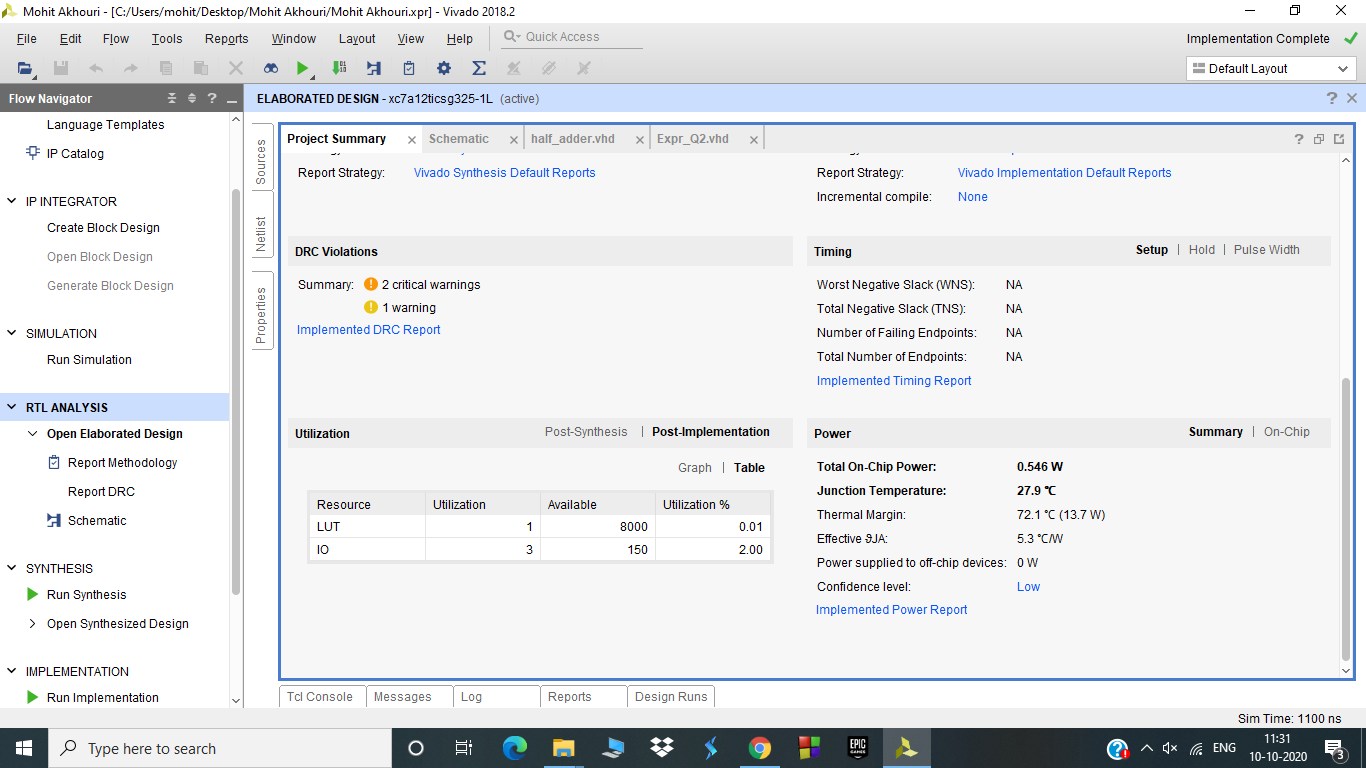 Mohit Akhouri - [C:/Users/mohit/Desktop/Mohit Akhouri/Mohit Akhouri.xpr] - Vivado 2018.2
File Edit Flow Tools Reports Window Layout View Help Quick Access
Implementation Complete
Default Layout
Flow Navigator
ELABORATED DESIGN - xc7a12ticsg325-1L (active)
Language Templates
IP Catalog
IP INTEGRATOR
Create Block Design
Open Block Design
Generate Block Design
SIMULATION
Run Simulation
RTL ANALYSIS
Open Elaborated Design
Report Methodology
Report DRC
Schematic
SYNTHESIS
Run Synthesis
Open Synthesized Design
IMPLEMENTATION
Run Implementation
Sources
Netlist
Properties
Project Summary Schematic half_adder.vhd Expr_Q2.vhd
Report Strategy: Vivado Synthesis Default Reports
Report Strategy: Vivado Implementation Default Reports
Incremental compile: None
DRC Violations
Summary: 2 critical warnings
1 warning
Implemented DRC Report
Timing Setup | Hold | Pulse Width
Worst Negative Slack (WNS): NA
Total Negative Slack (TNS): NA
Number of Failing Endpoints: NA
Total Number of Endpoints: NA
Implemented Timing Report
Utilization Post-Synthesis | Post-Implementation
Graph | Table
Resource Utilization Available Utilization %
LUT 1 8000 0.01
IO 3 150 2.00
Power Summary | On-Chip
Total On-Chip Power: 0.546 W
Junction Temperature: 27.9 °C
Thermal Margin: 72.1 °C (13.7 W)
Effective ϑJA: 5.3 °C/W
Power supplied to off-chip devices: 0 W
Confidence level: Low
Implemented Power Report
Tcl Console Messages Log Reports Design Runs
Sim Time: 1100 ns
Type here to search
EPIC
GAMES
ENG
11:31
10-10-2020
3